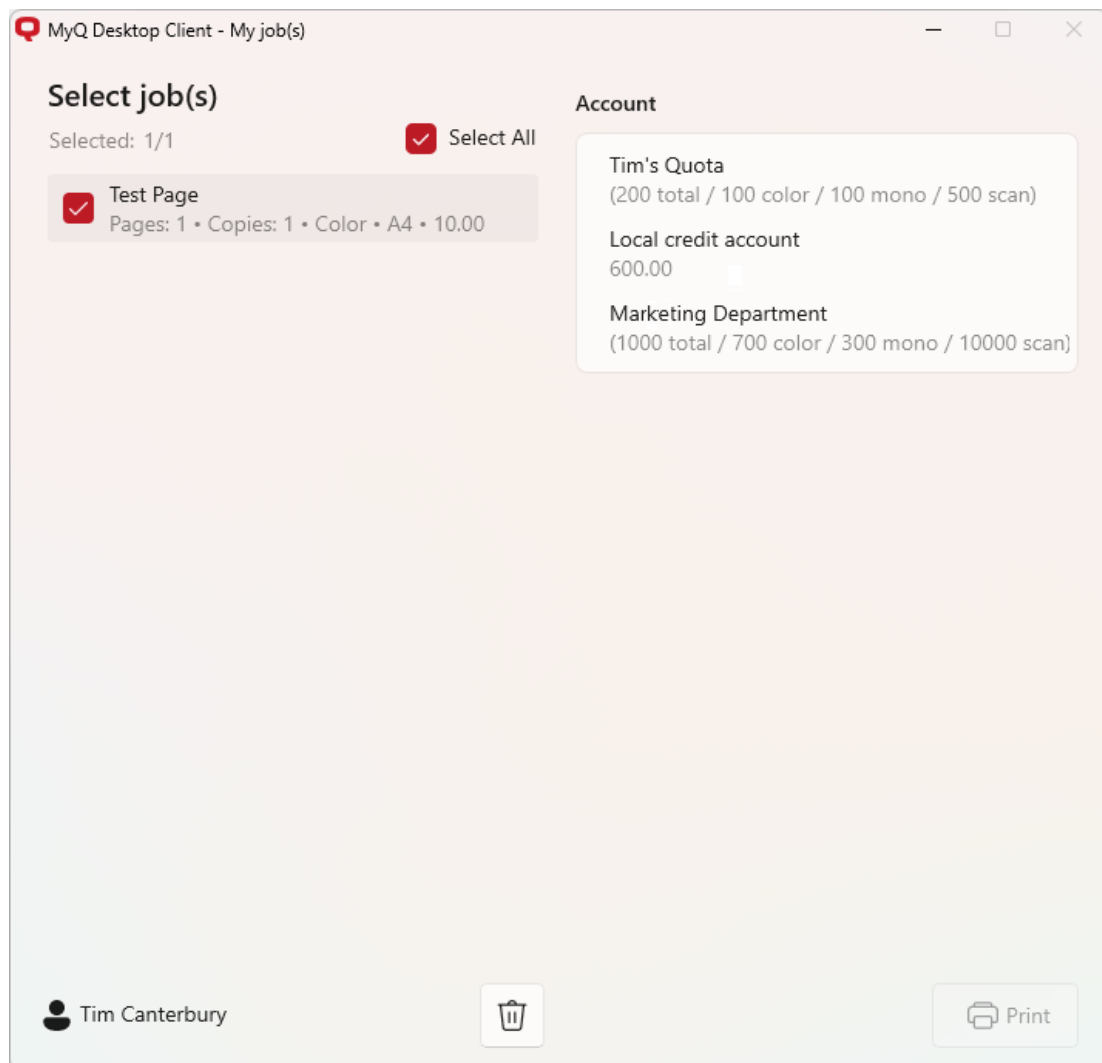 MyQ Desktop Client - My job(s)
Select job(s)
Selected: 1/1
Select All
Test Page
Pages: 1 • Copies: 1 • Color • A4 • 10.00
Account
Tim's Quota
(200 total / 100 color / 100 mono / 500 scan)
Local credit account
600.00
Marketing Department
(1000 total / 700 color / 300 mono / 10000 scan)
Tim Canterbury
Print